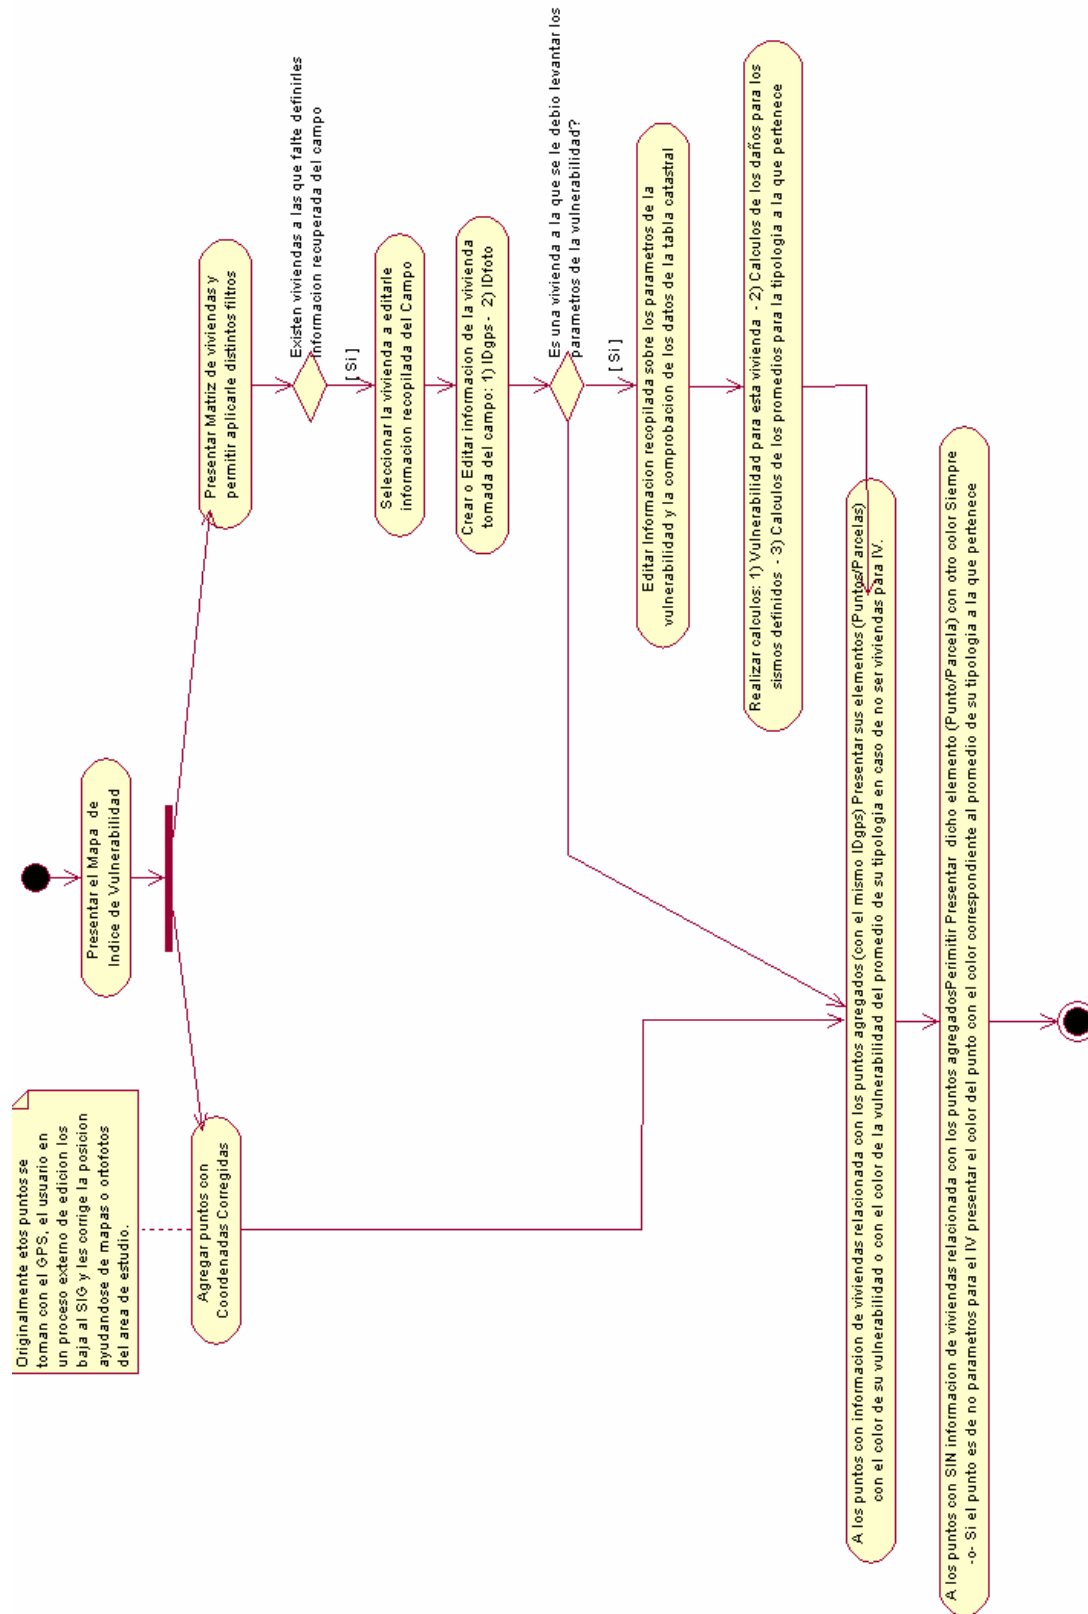 Originalmente etos puntos se
toman con el GPS, el usuario en
un proceso externo de edicion los
baja al SIG y les corrige la posicion
ayudandose de mapas o ortofotos
del area de estudio.
Presentar el Mapa de
Indice de Vulnerabilidad
Agregar puntos con
Coordenadas Corregidas
Presentar Matriz de viviendas y
permitir aplicarle distintos filtros
Existen viviendas a las que falte definirles
informacion recuperada del campo
[ Si ]
Seleccionar la vivienda a editarle
informacion recopilada del Campo
Crear o Editar informacion de la vivienda
tomada del campo: 1) IDgps - 2) IDfoto
Es una vivienda a la que se le debio levantar los
parametros de la vulnerabilidad?
[ Si ]
Editar Informacion recopilada sobre los parametros de la
vulnerabilidad y la comprobacion de los datos de la tabla catastral
Realizar calculos: 1) Vulnerabilidad para esta vivienda - 2) Calculos de los daños para los
sismos definidos - 3) Calculos de los promedios para la tipologia a la que pertenece
A los puntos con informacion de viviendas relacionada con los puntos agregados (con el mismo IDgps) Presentar sus elementos (Puntos/Parcelas)
con el color de su vulnerabilidad o con el color de la vulnerabilidad del promedio de su tipologia en caso de no ser viviendas para IV.
A los puntos con SIN informacion de viviendas relacionada con los puntos agregadosPerimitir Presentar dicho elemento (Punto/Parcela) con otro color Siempre
-o- Si el punto es de no parametros para el IV presentar el color del punto con el color correspondiente al promedio de su tipologia a la que pertenece